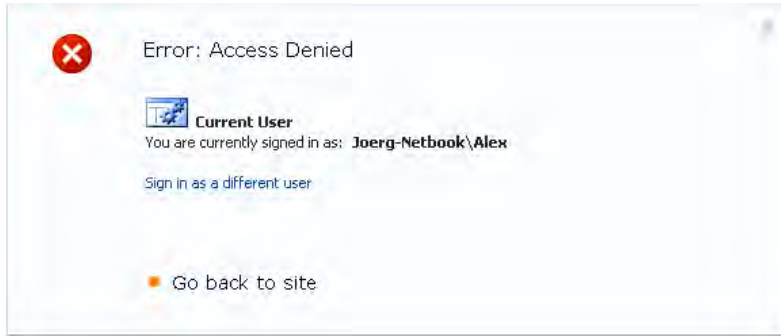 Error: Access Denied
Current User
You are currently signed in as: Joerg-Netbook\Alex
Sign in as a different user
Go back to site